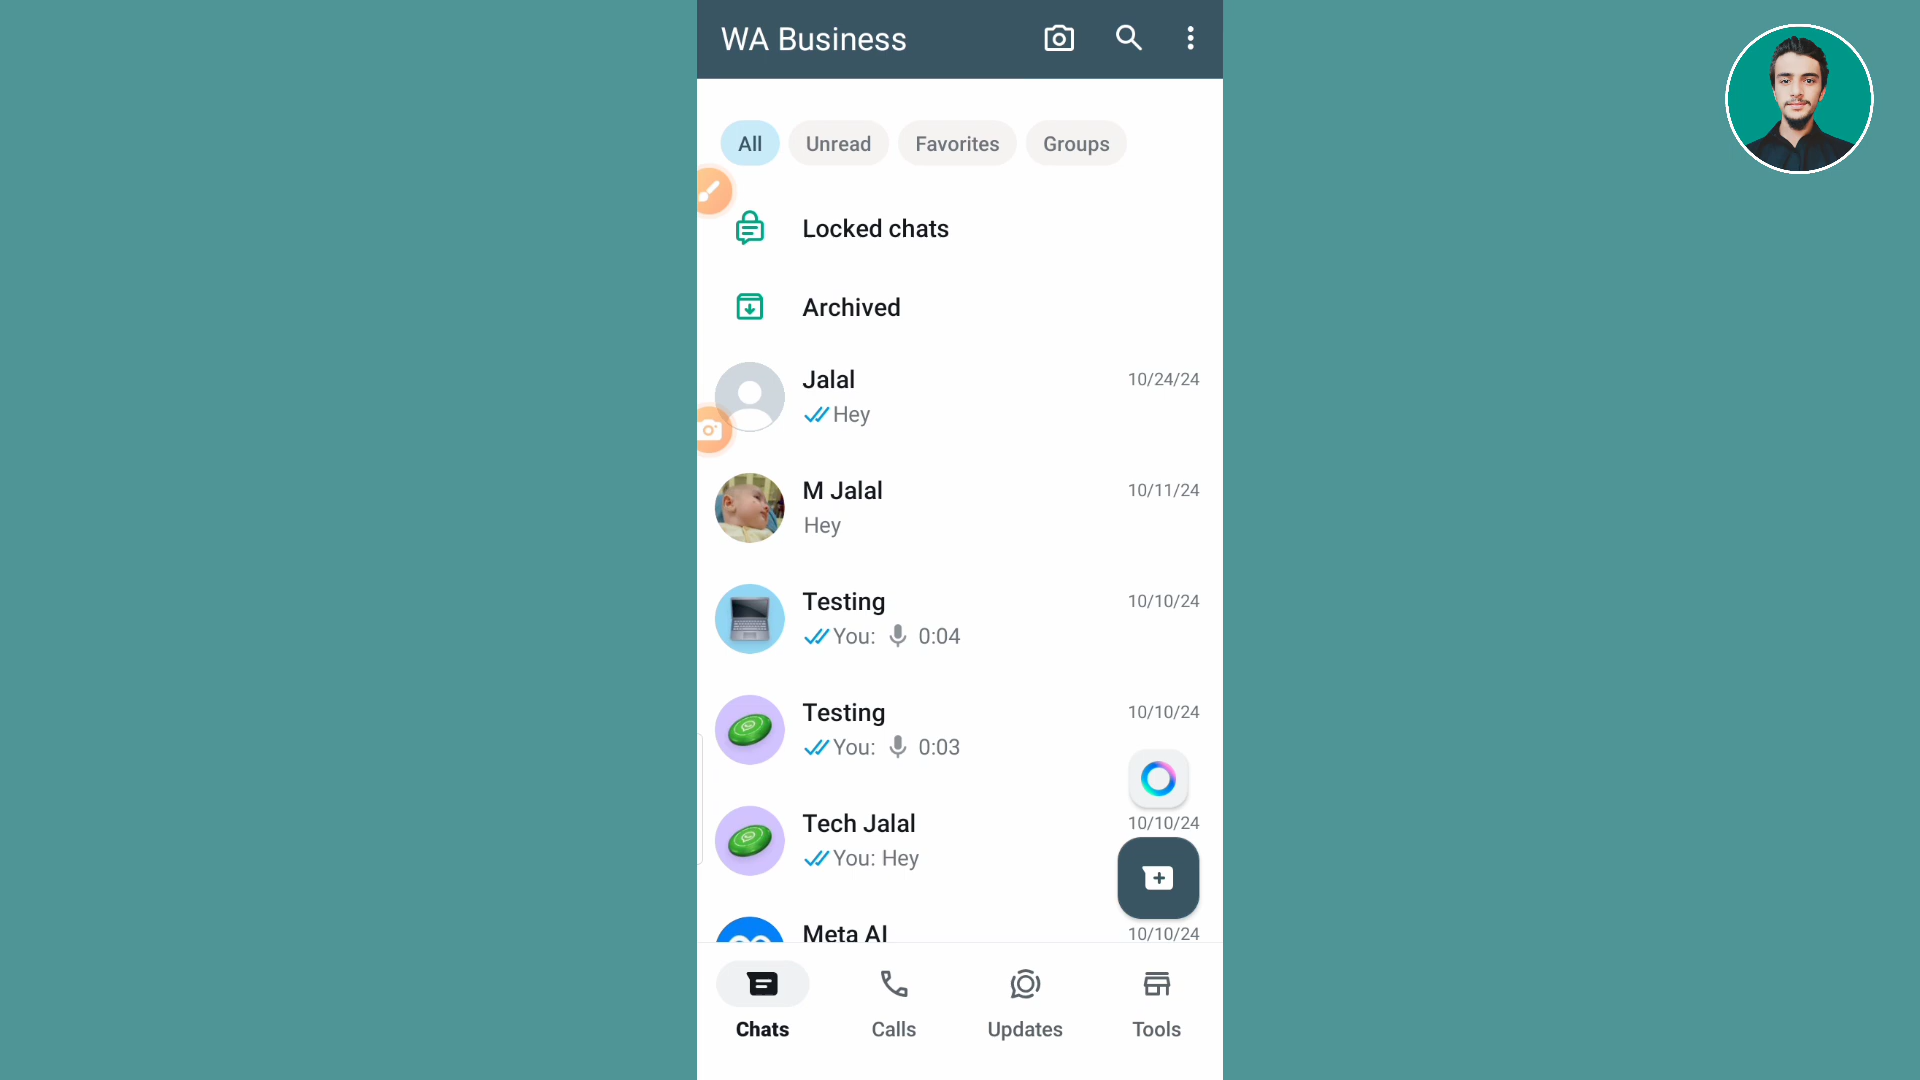 WA Business
All Unread Favorites Groups
Locked chats
Archived
Jalal 10/24/24
Hey
M Jalal 10/11/24
Hey
Testing 10/10/24
You: 0:04
Testing 10/10/24
You: 0:03
Tech Jalal 10/10/24
You: Hey
Meta AI 10/10/24
Chats Calls Updates Tools